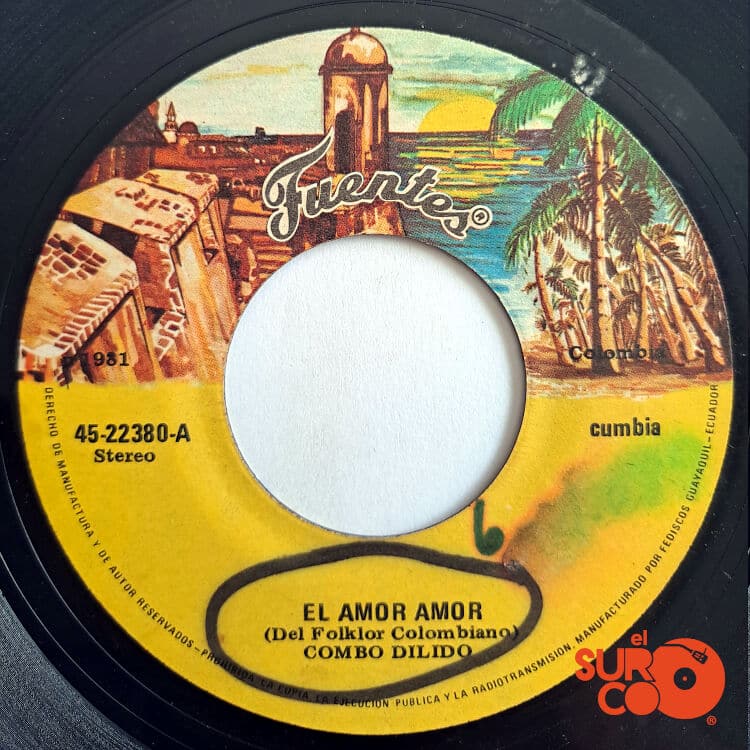 Fuentes®
1981
Colombia
45-22380-A
Stereo
cumbia
6
EL AMOR AMOR
(Del Folklor Colombiano)
COMBO DILIDO
DERECHO DE MANUFACTURA Y DE AUTOR RESERVADOS - PROHIBIDA LA COPIA, LA EJECUCION PUBLICA Y LA RADIOTRANSMISION, MANUFACTURADO POR FEDISCOS GUAYAQUIL - ECUADOR
el
SURCO®